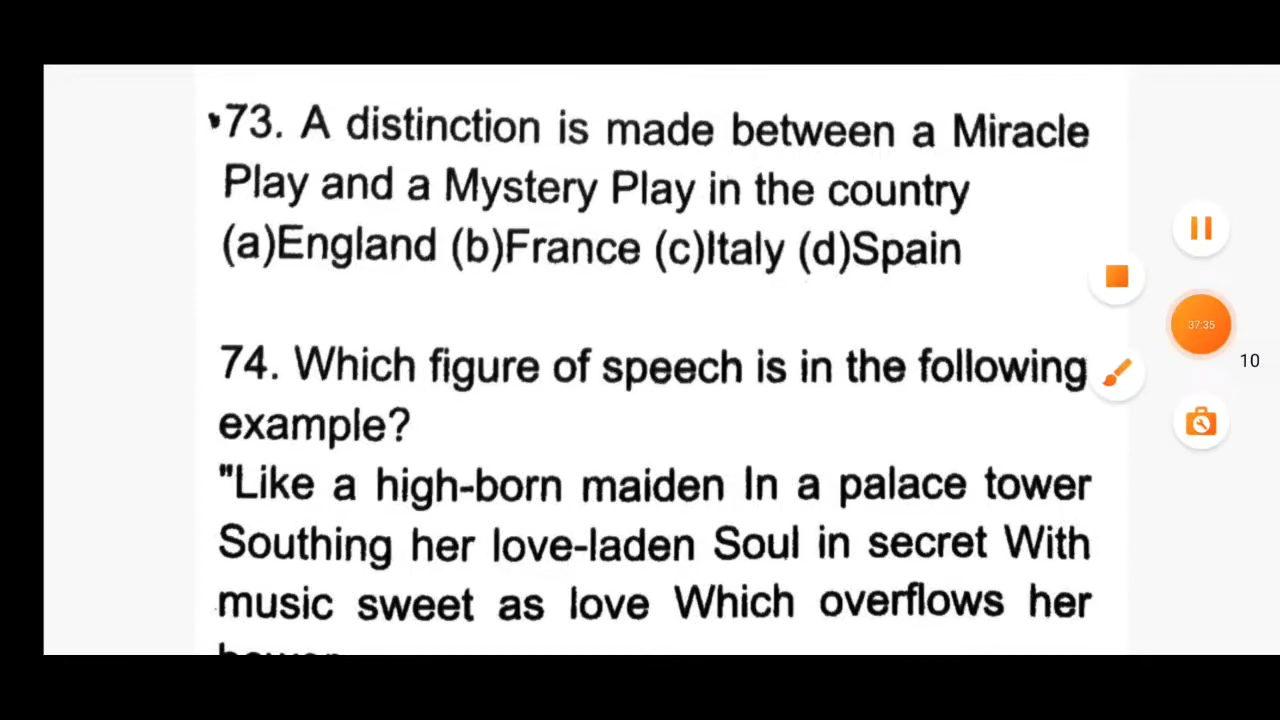 73. A distinction is made between a Miracle
Play and a Mystery Play in the country
(a)England (b)France (c)Italy (d)Spain
74. Which figure of speech is in the following
example?
"Like a high-born maiden In a palace tower
Southing her love-laden Soul in secret With
music sweet as love Which overflows her
37:35
10